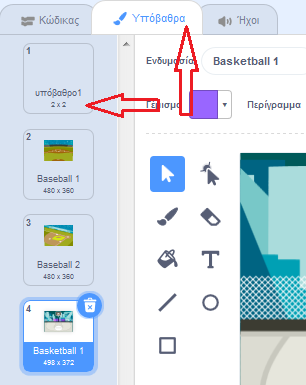 Κώδικας
Υπόβαθρα
Ήχοι
1
υπόβαθρο1
2 x 2
2
Baseball 1
480 x 360
3
Baseball 2
480 x 360
4
Basketball 1
498 x 372
Ενδυμασία
Basketball 1
Γέμισμα
Περίγραμμα
T